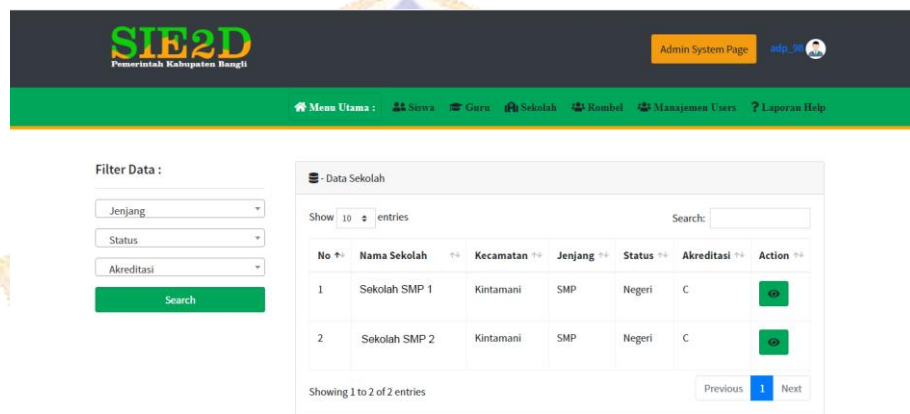 SIE2D
Pemerintah Kabupaten Bangli
Admin System Page adp_98
Menu Utama : Siswa Guru Sekolah Rombel Manajemen Users ? Laporan Help
Filter Data :
Jenjang
Status
Akreditasi
Search
- Data Sekolah
Show 10 entries Search:
No Nama Sekolah Kecamatan Jenjang Status Akreditasi Action
1 Sekolah SMP 1 Kintamani SMP Negeri C
2 Sekolah SMP 2 Kintamani SMP Negeri C
Showing 1 to 2 of 2 entries Previous 1 Next